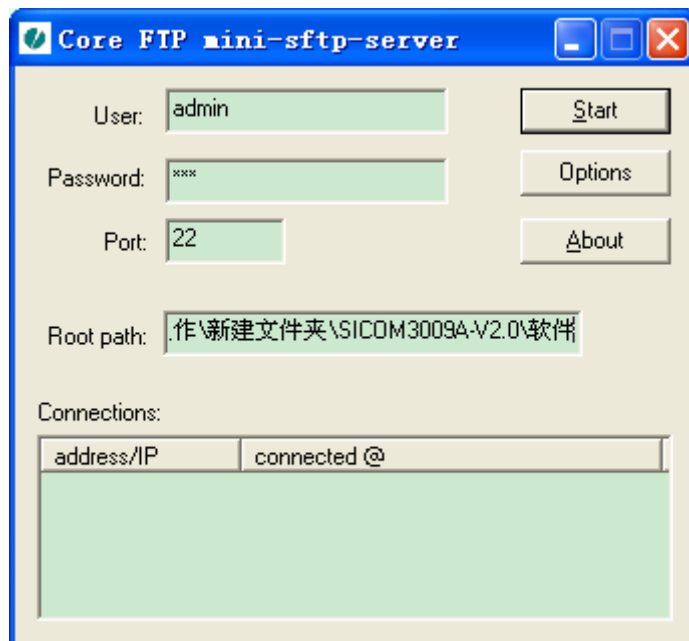 Core FTP mini-sftp-server
User: admin Start
Password: *** Options
Port: 22 About
Root path: .作\新建文件夹\SICOM3009A-V2.0\软件
Connections:
address/IP connected @